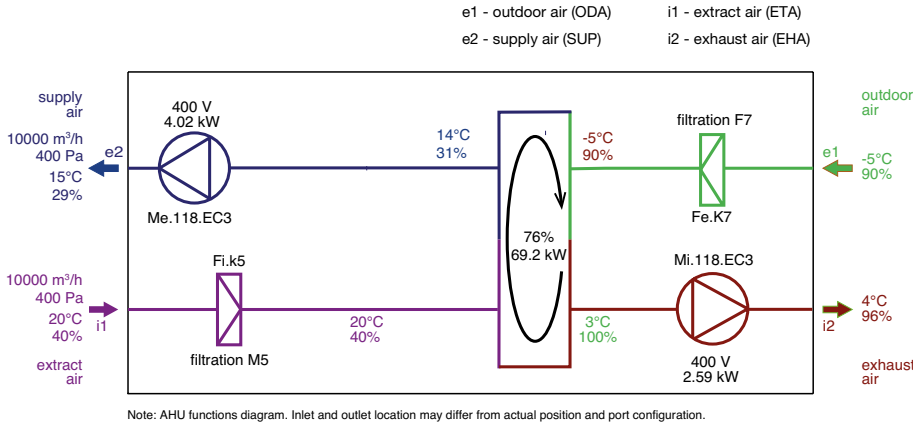 e1 - outdoor air (ODA)
i1 - extract air (ETA)
e2 - supply air (SUP)
i2 - exhaust air (EHA)
supply
air
10000 m³/h
400 Pa
15°C
29%
e2
400 V
4.02 kW
Me.118.EC3
14°C
31%
-5°C
90%
filtration F7
Fe.K7
outdoor
air
e1
-5°C
90%
76%
69.2 kW
10000 m³/h
400 Pa
20°C
40%
i1
extract
air
Fi.k5
filtration M5
20°C
40%
3°C
100%
Mi.118.EC3
400 V
2.59 kW
i2
4°C
96%
exhaust
air
Note: AHU functions diagram. Inlet and outlet location may differ from actual position and port configuration.